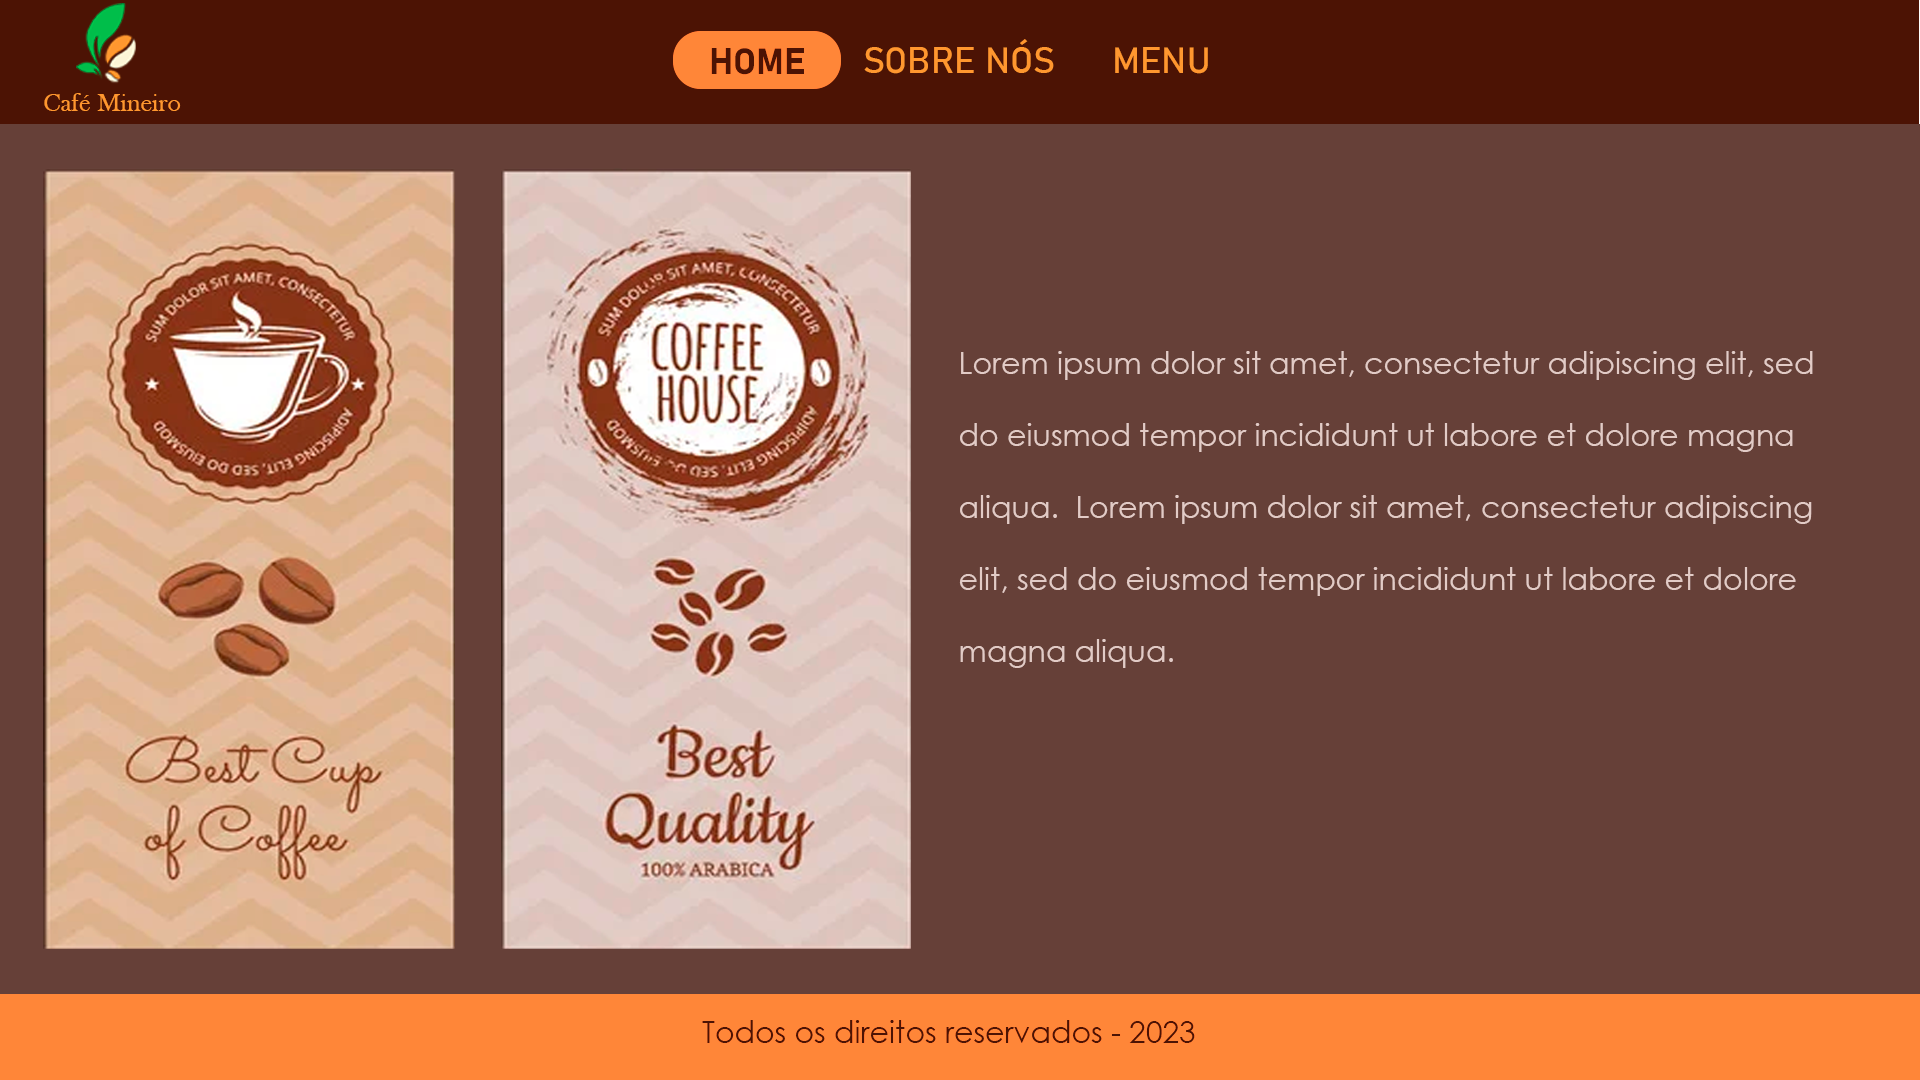 Café Mineiro
HOME
SOBRE NÓS
MENU
SUM DOLOR SIT AMET, CONSECTETUR
ADIPISCING ELIT, SED DO EIUSMOD
Best Cup
of Coffee
SUM DOLUR SIT AMET, CONSECTETUR
COFFEE
HOUSE
ADIPISCING ELIT, SED DO EIUSMOD
Best
Quality
100% ARABICA
Lorem ipsum dolor sit amet, consectetur adipiscing elit, sed
do eiusmod tempor incididunt ut labore et dolore magna
aliqua.  Lorem ipsum dolor sit amet, consectetur adipiscing
elit, sed do eiusmod tempor incididunt ut labore et dolore
magna aliqua.
Todos os direitos reservados - 2023